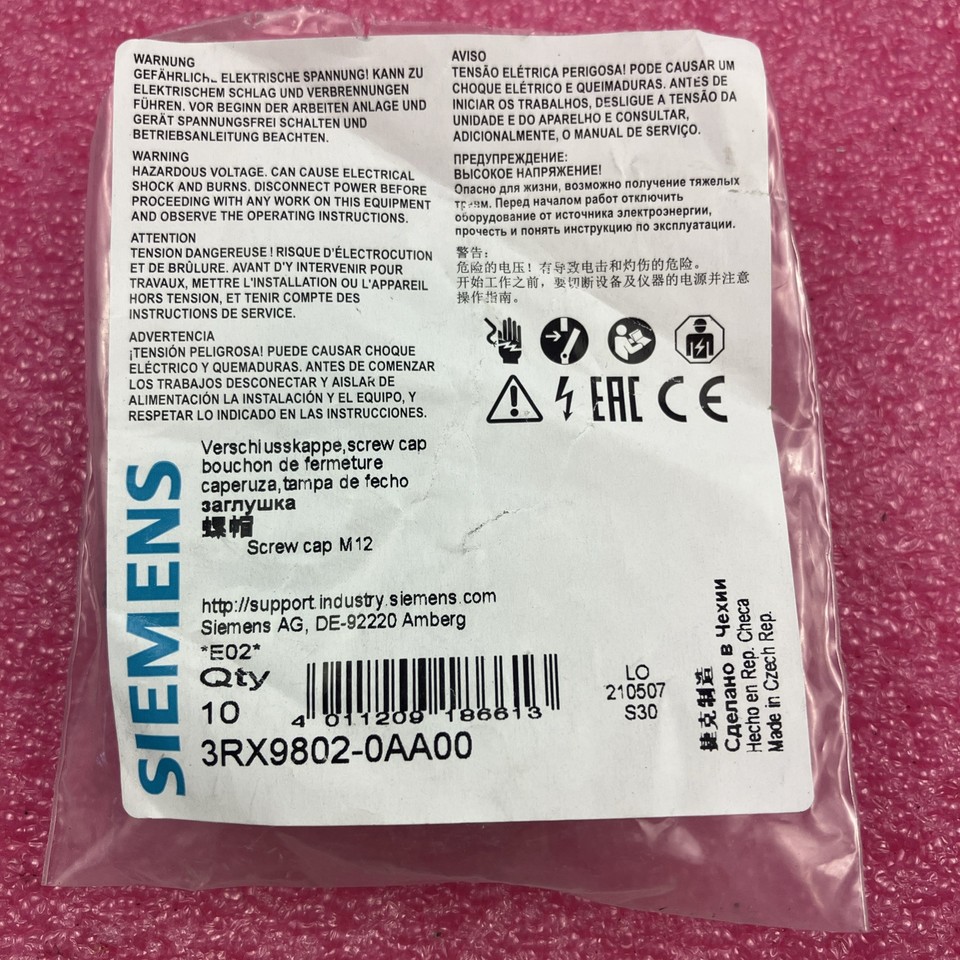 WARNUNG
GEFÄHRLICHE ELEKTRISCHE SPANNUNG! KANN ZU
ELEKTRISCHEM SCHLAG UND VERBRENNUNGEN
FÜHREN. VOR BEGINN DER ARBEITEN ANLAGE UND
GERÄT SPANNUNGSFREI SCHALTEN UND
BETRIEBSANLEITUNG BEACHTEN.
WARNING
HAZARDOUS VOLTAGE. CAN CAUSE ELECTRICAL
SHOCK AND BURNS. DISCONNECT POWER BEFORE
PROCEEDING WITH ANY WORK ON THIS EQUIPMENT
AND OBSERVE THE OPERATING INSTRUCTIONS.
ATTENTION
TENSION DANGEREUSE ! RISQUE D'ÉLECTROCUTION
ET DE BRÛLURE. AVANT D'Y INTERVENIR POUR
TRAVAUX, METTRE L'INSTALLATION OU L'APPAREIL
HORS TENSION, ET TENIR COMPTE DES
INSTRUCTIONS DE SERVICE.
ADVERTENCIA
¡TENSIÓN PELIGROSA! PUEDE CAUSAR CHOQUE
ELÉCTRICO Y QUEMADURAS. ANTES DE COMENZAR
LOS TRABAJOS DESCONECTAR Y AISLAR DE
ALIMENTACIÓN LA INSTALACIÓN Y EL EQUIPO, Y
RESPETAR LO INDICADO EN LAS INSTRUCCIONES.
AVISO
TENSÃO ELÉTRICA PERIGOSA! PODE CAUSAR UM
CHOQUE ELÉTRICO E QUEIMADURAS. ANTES DE
INICIAR OS TRABALHOS, DESLIGUE A TENSÃO DA
UNIDADE E DO APARELHO E CONSULTAR,
ADICIONALMENTE, O MANUAL DE SERVIÇO.
ПРЕДУПРЕЖДЕНИЕ:
ВЫСОКОЕ НАПРЯЖЕНИЕ!
Опасно для жизни, возможно получение тяжелых
травм. Перед началом работ отключить
оборудование от источника электроэнергии,
прочесть и понять инструкцию по эксплуатации.
警告:
危险的电压! 有导致电击和灼伤的危险。
开始工作之前, 要切断设备及仪器的电源并注意
操作指南。
EAC CE
SIEMENS
Verschlusskappe,screw cap
bouchon de fermeture
caperuza,tampa de fecho
заглушка
螺帽
Screw cap M12
http://support.industry.siemens.com
Siemens AG, DE-92220 Amberg
*E02*
Qty
10
4 011209 186613
3RX9802-0AA00
LO
210507
S30
捷克制造
Сделано в Чехии
Hecho en Rep. Checa
Made in Czech Rep.